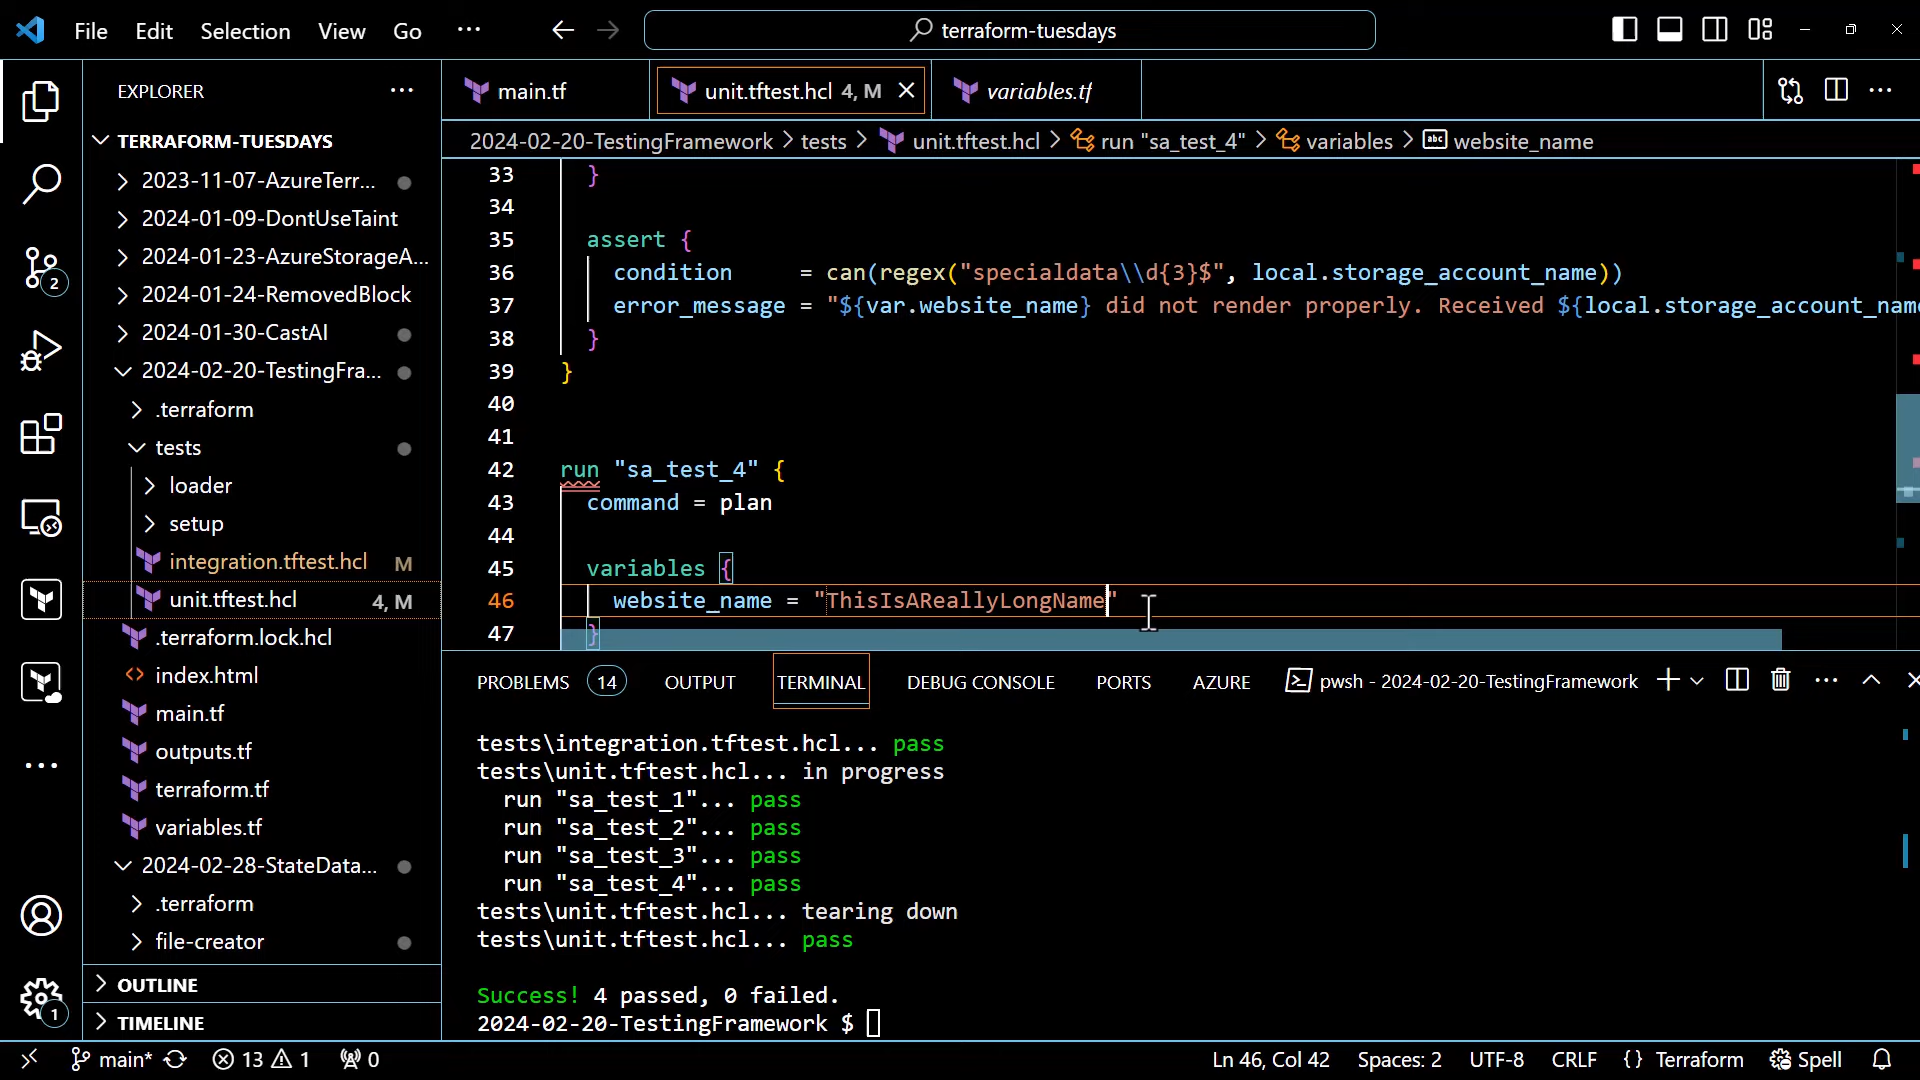 File Edit Selection View Go ··· terraform-tuesdays
EXPLORER
main.tf unit.tftest.hcl 4, M variables.tf
2024-02-20-TestingFramework > tests > unit.tftest.hcl > run "sa_test_4" > variables > website_name
TERRAFORM-TUESDAYS
2023-11-07-AzureTerr...
2024-01-09-DontUseTaint
2024-01-23-AzureStorageA...
2024-01-24-RemovedBlock
2024-01-30-CastAI
2024-02-20-TestingFra...
.terraform
tests
loader
setup
integration.tftest.hcl M
unit.tftest.hcl 4, M
.terraform.lock.hcl
index.html
main.tf
outputs.tf
terraform.tf
variables.tf
2024-02-28-StateData...
.terraform
file-creator
OUTLINE
TIMELINE
2
1
33 }
34
35 assert {
36 condition = can(regex("specialdata\\d{3}$", local.storage_account_name))
37 error_message = "${var.website_name} did not render properly. Received ${local.storage_account_name
38 }
39 }
40
41
42 run "sa_test_4" {
43 command = plan
44
45 variables {
46 website_name = "ThisIsAReallyLongName"
47 }
PROBLEMS 14 OUTPUT TERMINAL DEBUG CONSOLE PORTS AZURE pwsh - 2024-02-20-TestingFramework
tests\integration.tftest.hcl... pass
tests\unit.tftest.hcl... in progress
run "sa_test_1"... pass
run "sa_test_2"... pass
run "sa_test_3"... pass
run "sa_test_4"... pass
tests\unit.tftest.hcl... tearing down
tests\unit.tftest.hcl... pass
Success! 4 passed, 0 failed.
2024-02-20-TestingFramework $
main* 13 1 0 Ln 46, Col 42 Spaces: 2 UTF-8 CRLF {} Terraform Spell